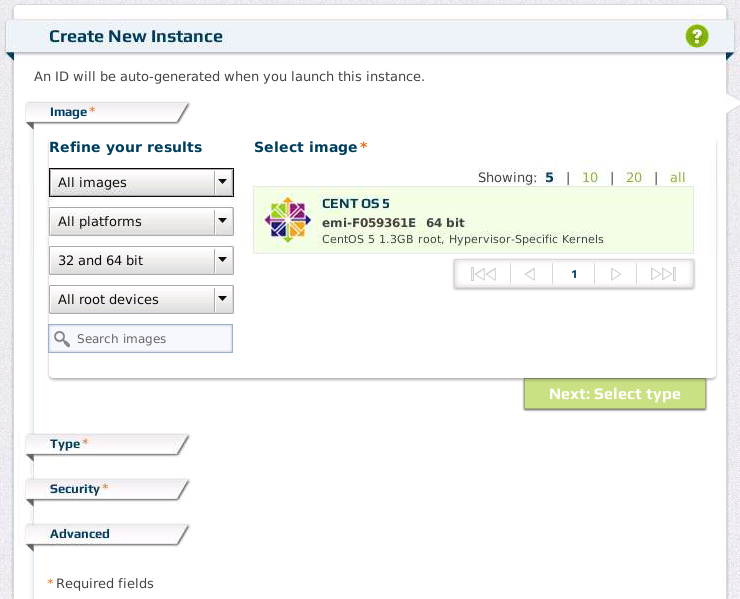 Create New Instance
?
An ID will be auto-generated when you launch this instance.
Image*
Refine your results
Select image*
Showing: 5 | 10 | 20 | all
All images
All platforms
32 and 64 bit
All root devices
Search images
CENT OS 5
emi-F059361E 64 bit
CentOS 5 1.3GB root, Hypervisor-Specific Kernels
1
Next: Select type
Type*
Security*
Advanced
* Required fields